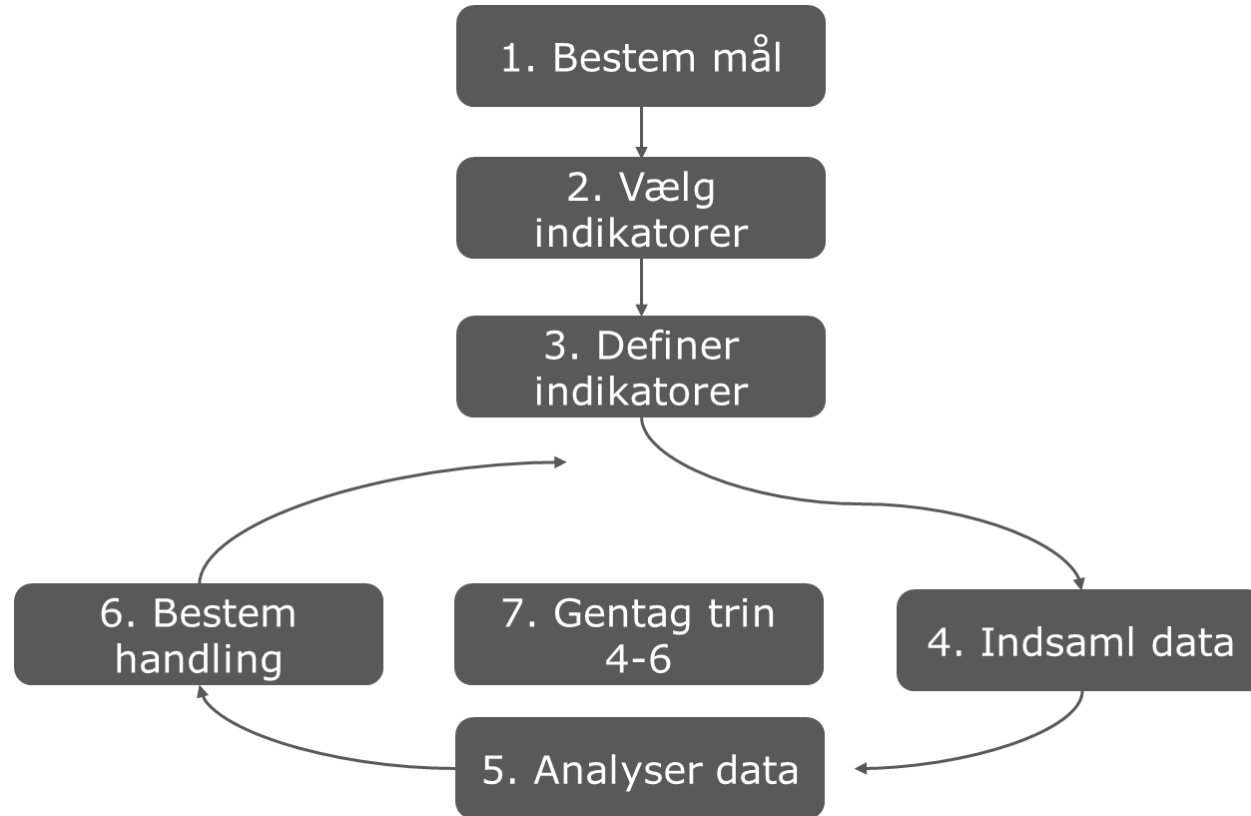 1. Bestem mål
2. Vælg
indikatorer
3. Definer
indikatorer
6. Bestem
handling
7. Gentag trin
4-6
4. Indsaml data
5. Analyser data